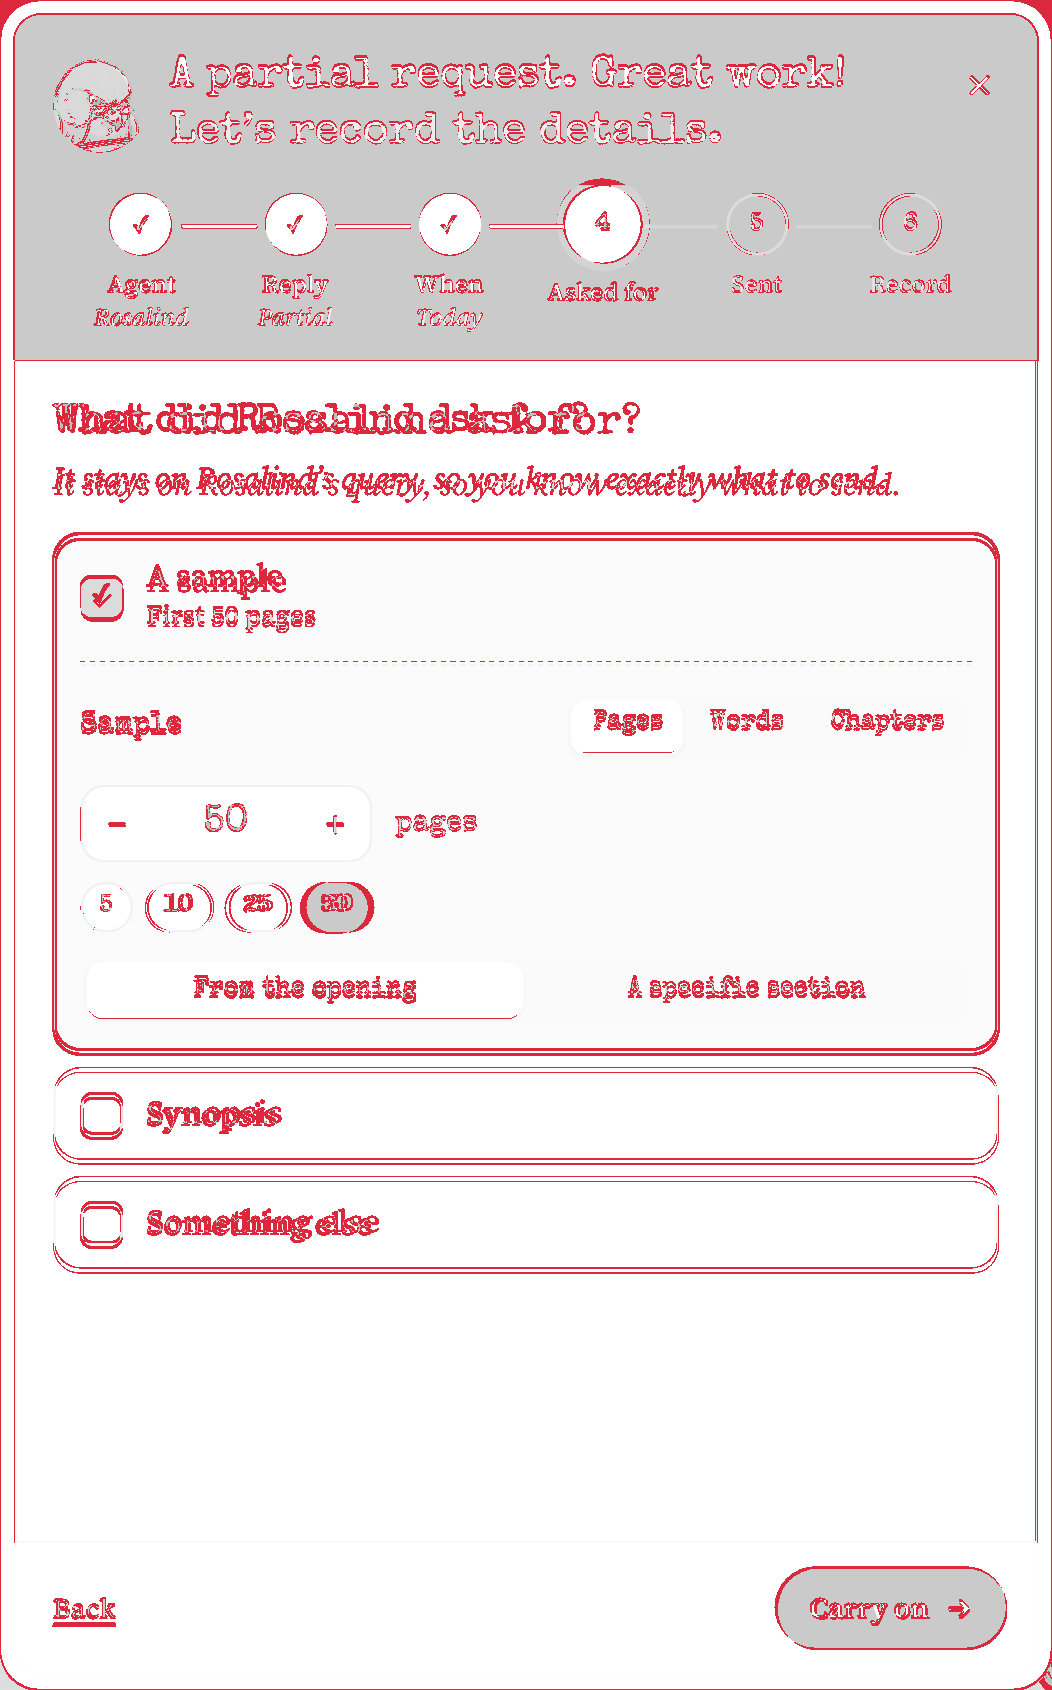 A partial request. Great work!
Let's record the details.
✓ ✓ ✓ 4 5 6
Agent Reply When Asked for Sent Record
Rosalind Partial Today
What did Rosalind ask for?
It stays on Rosalind's query, so you know exactly what to send.
A sample
First 50 pages
Sample Pages Words Chapters
− 50 + pages
5 10 25
From the opening A specific section
Synopsis
Something else
Back Carry on →